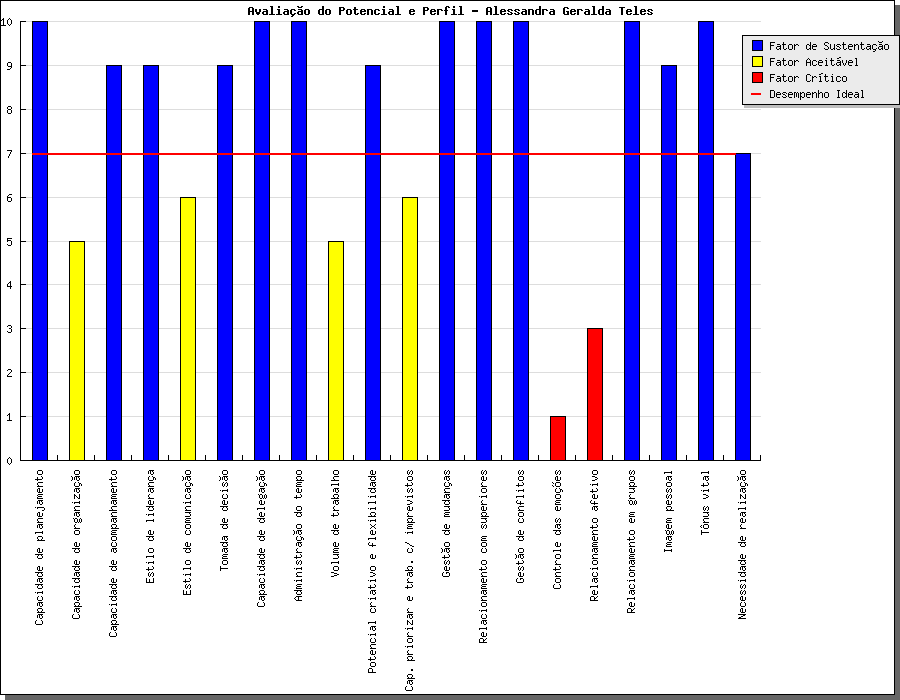 Avaliação do Potencial e Perfil - Alessandra Geralda Teles
Fator de Sustentação
Fator Aceitável
Fator Crítico
Desempenho Ideal
10
9
8
7
6
5
4
3
2
1
0
Capacidade de planejamento
Capacidade de organização
Capacidade de acompanhamento
Estilo de liderança
Estilo de comunicação
Tomada de decisão
Capacidade de delegação
Administração do tempo
Volume de trabalho
Potencial criativo e flexibilidade
Cap. priorizar e trab. c/ imprevistos
Gestão de mudanças
Relacionamento com superiores
Gestão de conflitos
Controle das emoções
Relacionamento afetivo
Relacionamento em grupos
Imagem pessoal
Tônus vital
Necessidade de realização